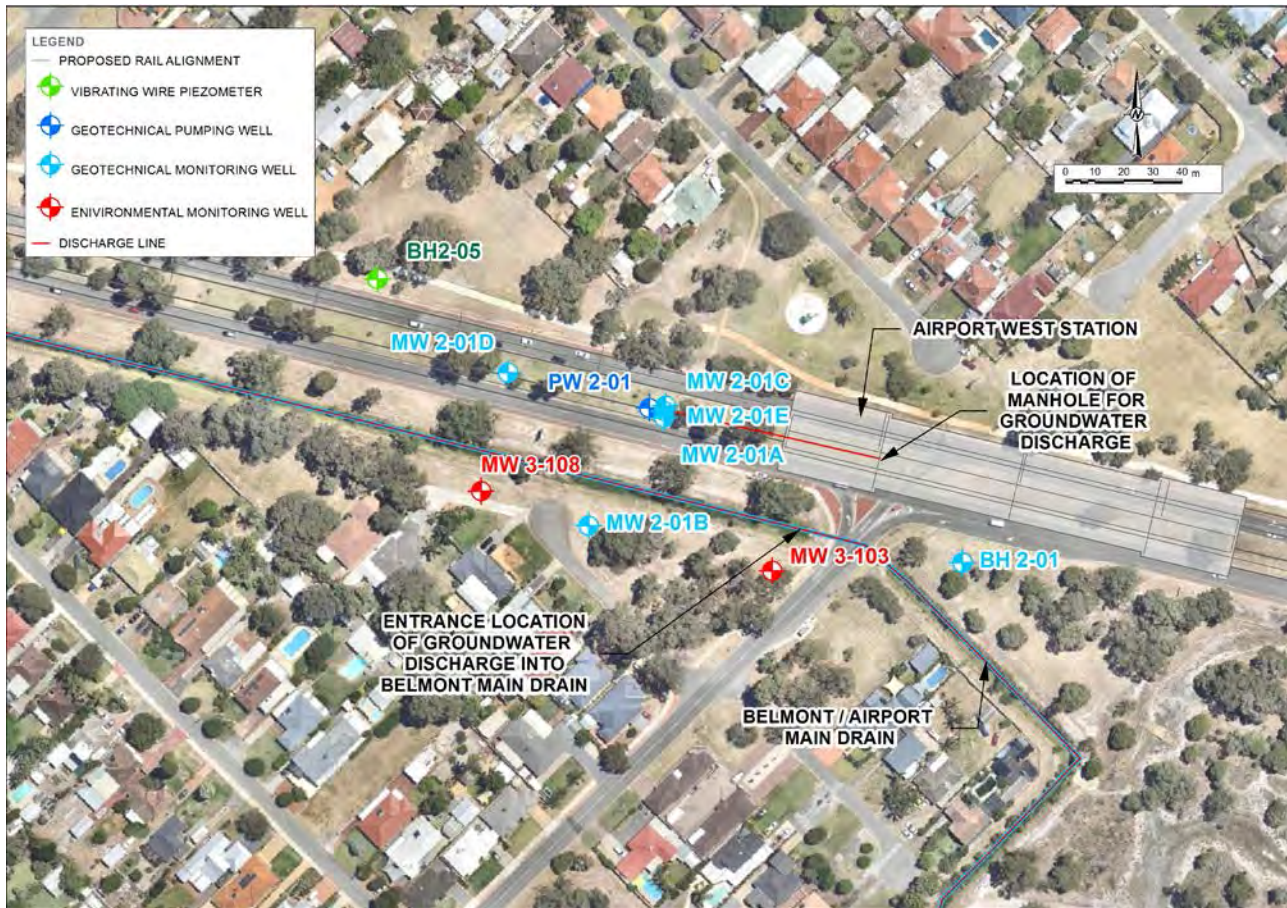 LEGEND
PROPOSED RAIL ALIGNMENT
VIBRATING WIRE PIEZOMETER
GEOTECHNICAL PUMPING WELL
GEOTECHNICAL MONITORING WELL
ENIVIRONMENTAL MONITORING WELL
DISCHARGE LINE
N
0 10 20 30 40 m
BH2-05
MW 2-01D
PW 2-01
MW 2-01C
MW 2-01E
MW 2-01A
AIRPORT WEST STATION
LOCATION OF
MANHOLE FOR
GROUNDWATER
DISCHARGE
MW 3-108
MW 2-01B
MW 3-103
BH 2-01
ENTRANCE LOCATION
OF GROUNDWATER
DISCHARGE INTO
BELMONT MAIN DRAIN
BELMONT / AIRPORT
MAIN DRAIN